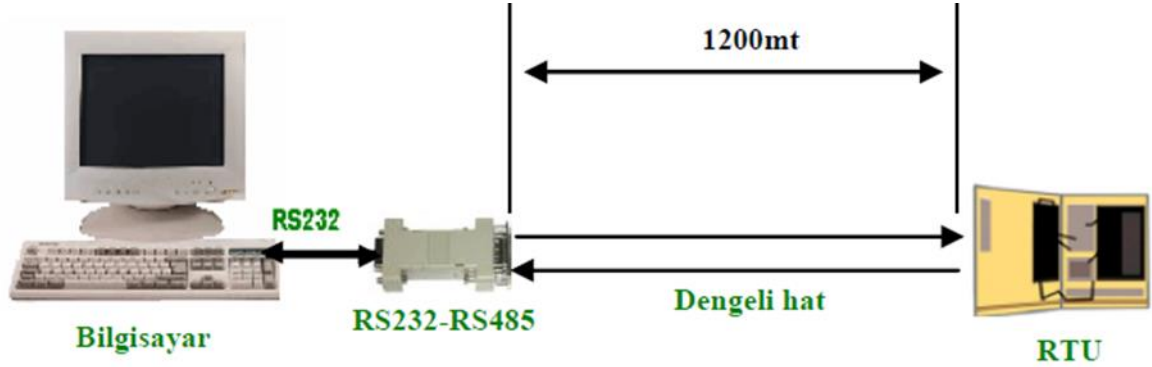 1200mt
RS232
Dengeli hat
RS232-RS485
Bilgisayar
RTU